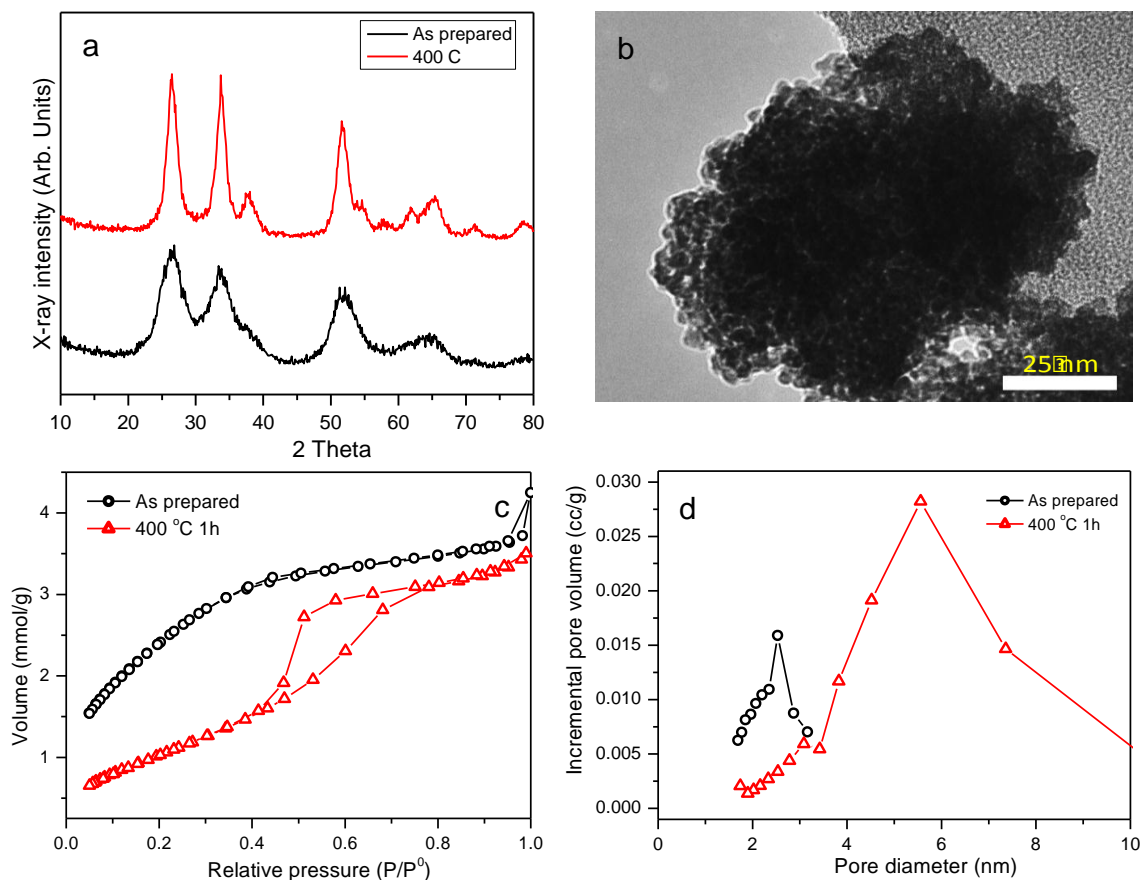 a
As prepared
400 C
X-ray intensity (Arb. Units)
10 20 30 40 50 60 70 80
2 Theta
b
25 nm
c
As prepared
400 °C 1h
Volume (mmol/g)
4
3
2
1
0.0 0.2 0.4 0.6 0.8 1.0
Relative pressure (P/P⁰)
d
As prepared
400 °C 1h
Incremental pore volume (cc/g)
0.030
0.025
0.020
0.015
0.010
0.005
0.000
0 2 4 6 8 10
Pore diameter (nm)